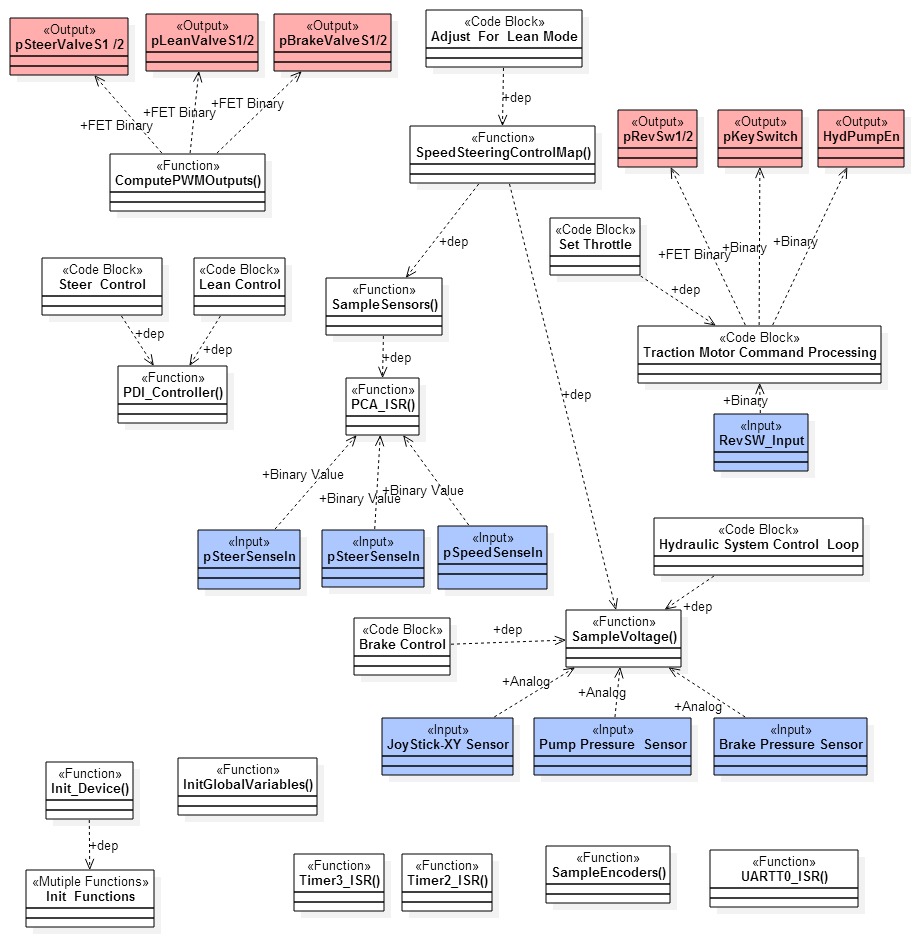 «Output»
pSteerValveS1 /2
«Output»
pLeanValveS1/2
«Output»
pBrakeValveS1/2
«Code Block»
Adjust For Lean Mode
+FET Binary
+FET Binary
+FET Binary
+dep
«Function»
ComputePWMOutputs()
«Function»
SpeedSteeringControlMap()
«Output»
pRevSw1/2
«Output»
pKeySwitch
«Output»
HydPumpEn
«Code Block»
Steer Control
«Code Block»
Lean Control
+dep
+dep
«Function»
PDI_Controller()
+dep
«Function»
SampleSensors()
+dep
«Function»
PCA_ISR()
«Code Block»
Set Throttle
+dep
+FET Binary
+Binary
+Binary
«Code Block»
Traction Motor Command Processing
+Binary
«Input»
RevSW_Input
+dep
+Binary Value
+Binary Value
+Binary Value
«Input»
pSteerSenseIn
«Input»
pSteerSenseIn
«Input»
pSpeedSenseIn
«Code Block»
Hydraulic System Control Loop
+dep
«Code Block»
Brake Control
+dep
«Function»
SampleVoltage()
+Analog
+Analog
+Analog
«Input»
JoyStick-XY Sensor
«Input»
Pump Pressure Sensor
«Input»
Brake Pressure Sensor
«Function»
Init_Device()
«Function»
InitGlobalVariables()
+dep
«Mutiple Functions»
Init Functions
«Function»
Timer3_ISR()
«Function»
Timer2_ISR()
«Function»
SampleEncoders()
«Function»
UARTT0_ISR()